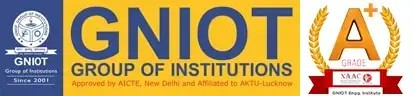 GNIOT
Group of Institutions
Since 2001
GNIOT
GROUP OF INSTITUTIONS
Approved by AICTE, New Delhi and Affiliated to AKTU-Lucknow
A+
GRADE
NAAC
GNIOT Engg. Institute